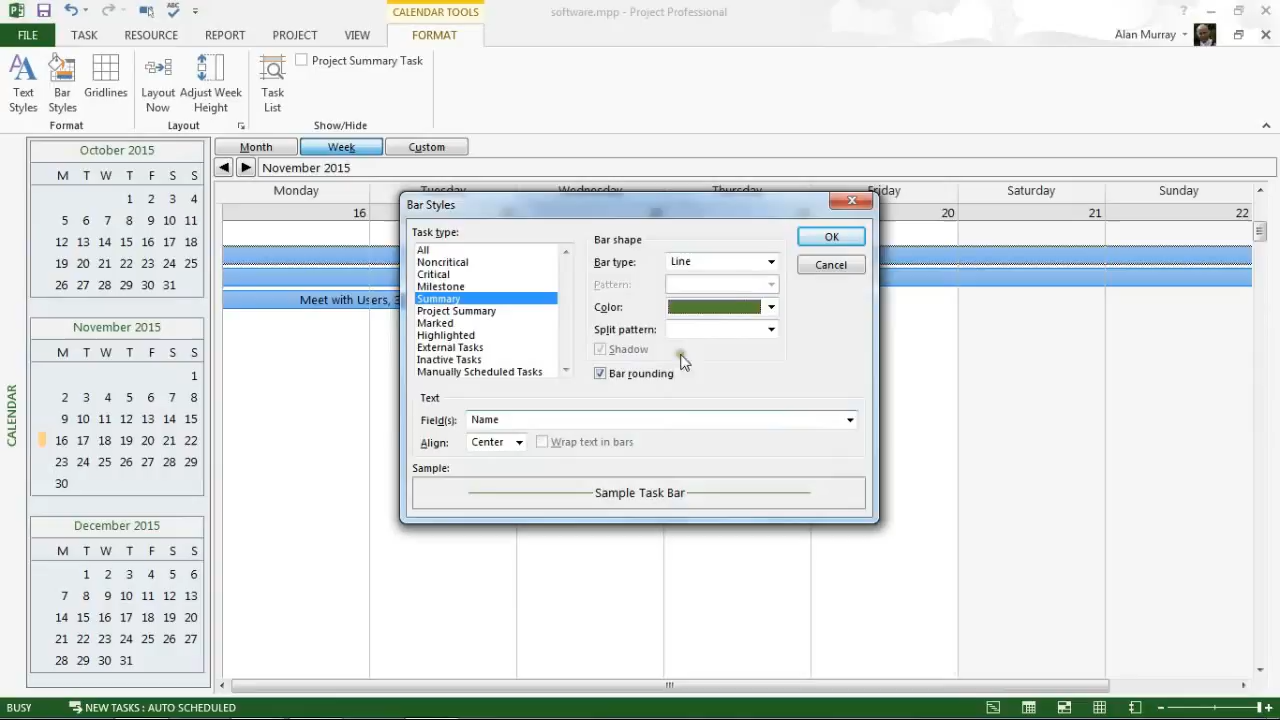 CALENDAR TOOLS
software.mpp - Project Professional
FILE TASK RESOURCE REPORT PROJECT VIEW FORMAT
Alan Murray
Text Styles
Bar Styles
Gridlines
Format
Layout Now
Adjust Week Height
Layout
Task List
Project Summary Task
Show/Hide
CALENDAR
October 2015
M T W T F S S
1 2 3 4
5 6 7 8 9 10 11
12 13 14 15 16 17 18
19 20 21 22 23 24 25
26 27 28 29 30 31
November 2015
M T W T F S S
1
2 3 4 5 6 7 8
9 10 11 12 13 14 15
16 17 18 19 20 21 22
23 24 25 26 27 28 29
30
December 2015
M T W T F S S
1 2 3 4 5 6
7 8 9 10 11 12 13
14 15 16 17 18 19 20
21 22 23 24 25 26 27
28 29 30 31
Month Week Custom
November 2015
Monday Tuesday Wednesday Thursday Friday Saturday Sunday
16 20 21 22
Meet with Users, 3
Bar Styles
Task type:
All
Noncritical
Critical
Milestone
Summary
Project Summary
Marked
Highlighted
External Tasks
Inactive Tasks
Manually Scheduled Tasks
Bar shape
Bar type: Line
Pattern:
Color:
Split pattern:
Shadow
Bar rounding
OK
Cancel
Text
Field(s): Name
Align: Center Wrap text in bars
Sample:
Sample Task Bar
BUSY NEW TASKS : AUTO SCHEDULED